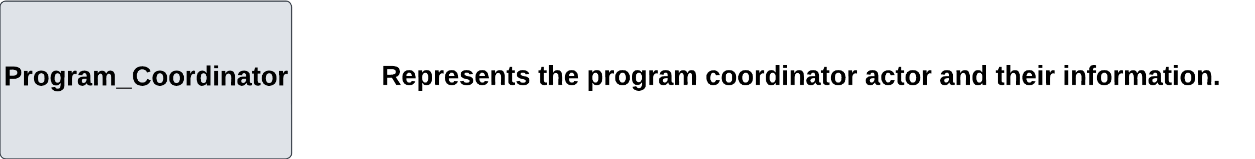 Program_Coordinator
Represents the program coordinator actor and their information.